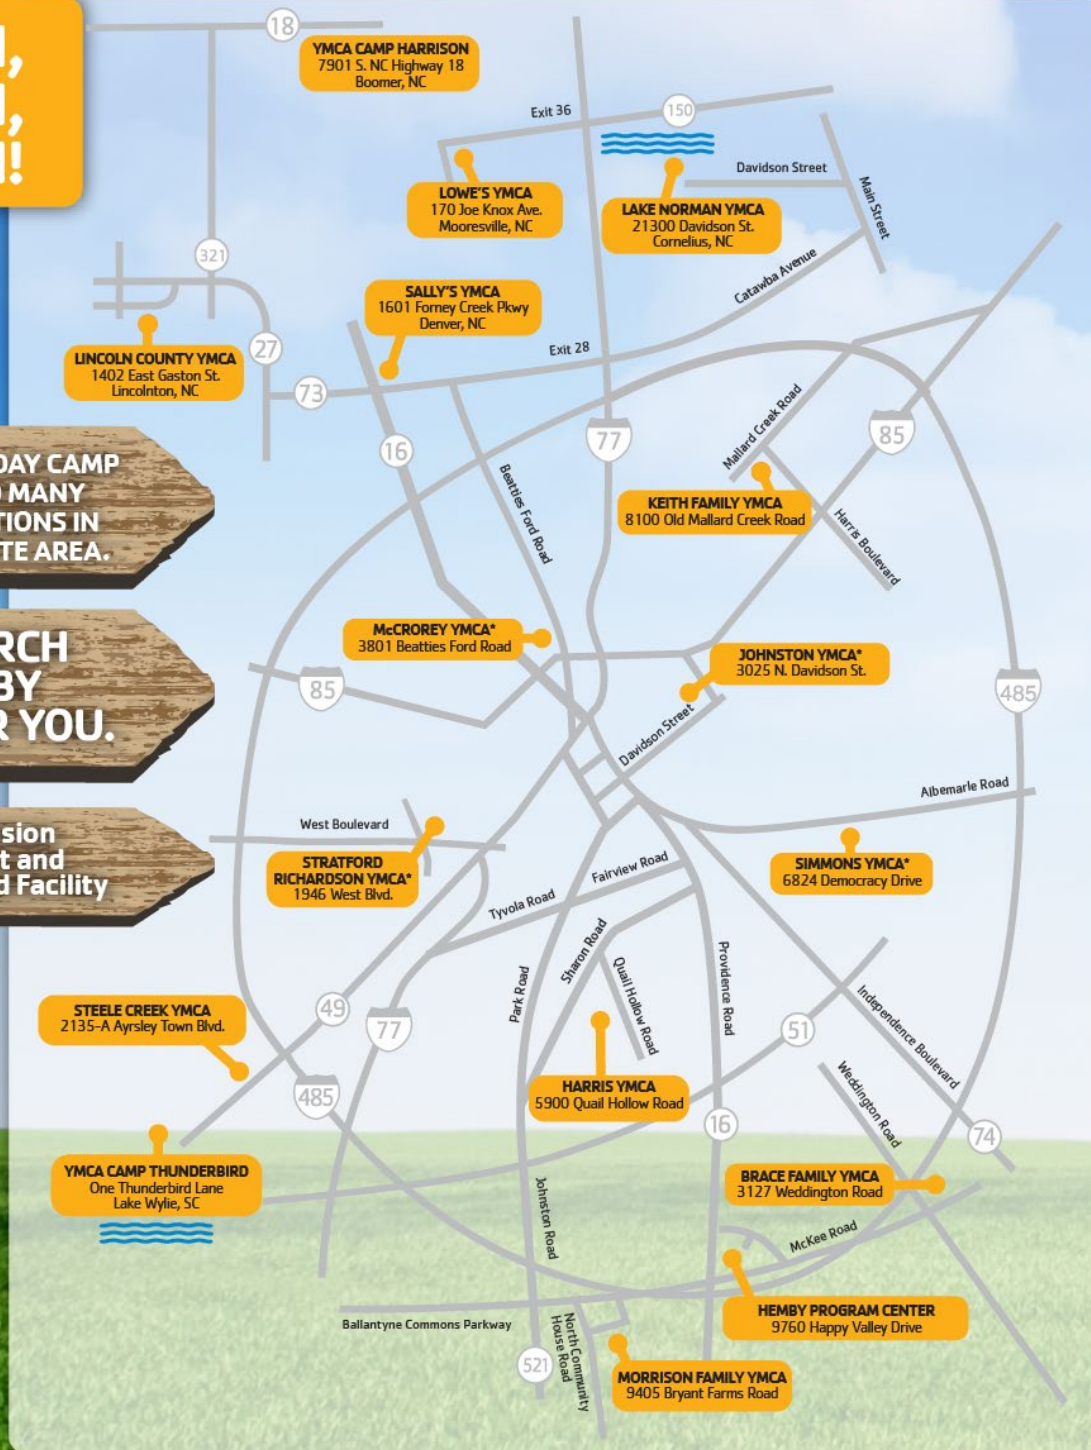 18
YMCA CAMP HARRISON
7901 S. NC Highway 18
Boomer, NC
Exit 36
150
LOWE'S YMCA
170 Joe Knox Ave.
Mooresville, NC
Davidson Street
Main Street
LAKE NORMAN YMCA
21300 Davidson St.
Cornelius, NC
321
Catawba Avenue
SALLY'S YMCA
1601 Forney Creek Pkwy
Denver, NC
Exit 28
LINCOLN COUNTY YMCA
1402 East Gaston St.
Lincolnton, NC
27
73
16
77
85
Mallard Creek Road
Beatties Ford Road
KEITH FAMILY YMCA
8100 Old Mallard Creek Road
Harris Boulevard
DAY CAMP
MANY
TIONS IN
TE AREA.
McCROREY YMCA*
3801 Beatties Ford Road
JOHNSTON YMCA*
3025 N. Davidson St.
RCH
BY
R YOU.
85
485
Davidson Street
Albemarle Road
West Boulevard
STRATFORD
RICHARDSON YMCA*
1946 West Blvd.
SIMMONS YMCA*
6824 Democracy Drive
sion
t and
d Facility
Fairview Road
Tyvola Road
Sharon Road
Park Road
Quail Hollow Road
Providence Road
STEELE CREEK YMCA
2135-A Ayrsley Town Blvd.
49
77
51
Independence Boulevard
485
HARRIS YMCA
5900 Quail Hollow Road
Weddington Road
16
74
YMCA CAMP THUNDERBIRD
One Thunderbird Lane
Lake Wylie, SC
BRACE FAMILY YMCA
3127 Weddington Road
Johnston Road
McKee Road
HEMBY PROGRAM CENTER
9760 Happy Valley Drive
Ballantyne Commons Parkway
North Community
House Road
521
MORRISON FAMILY YMCA
9405 Bryant Farms Road